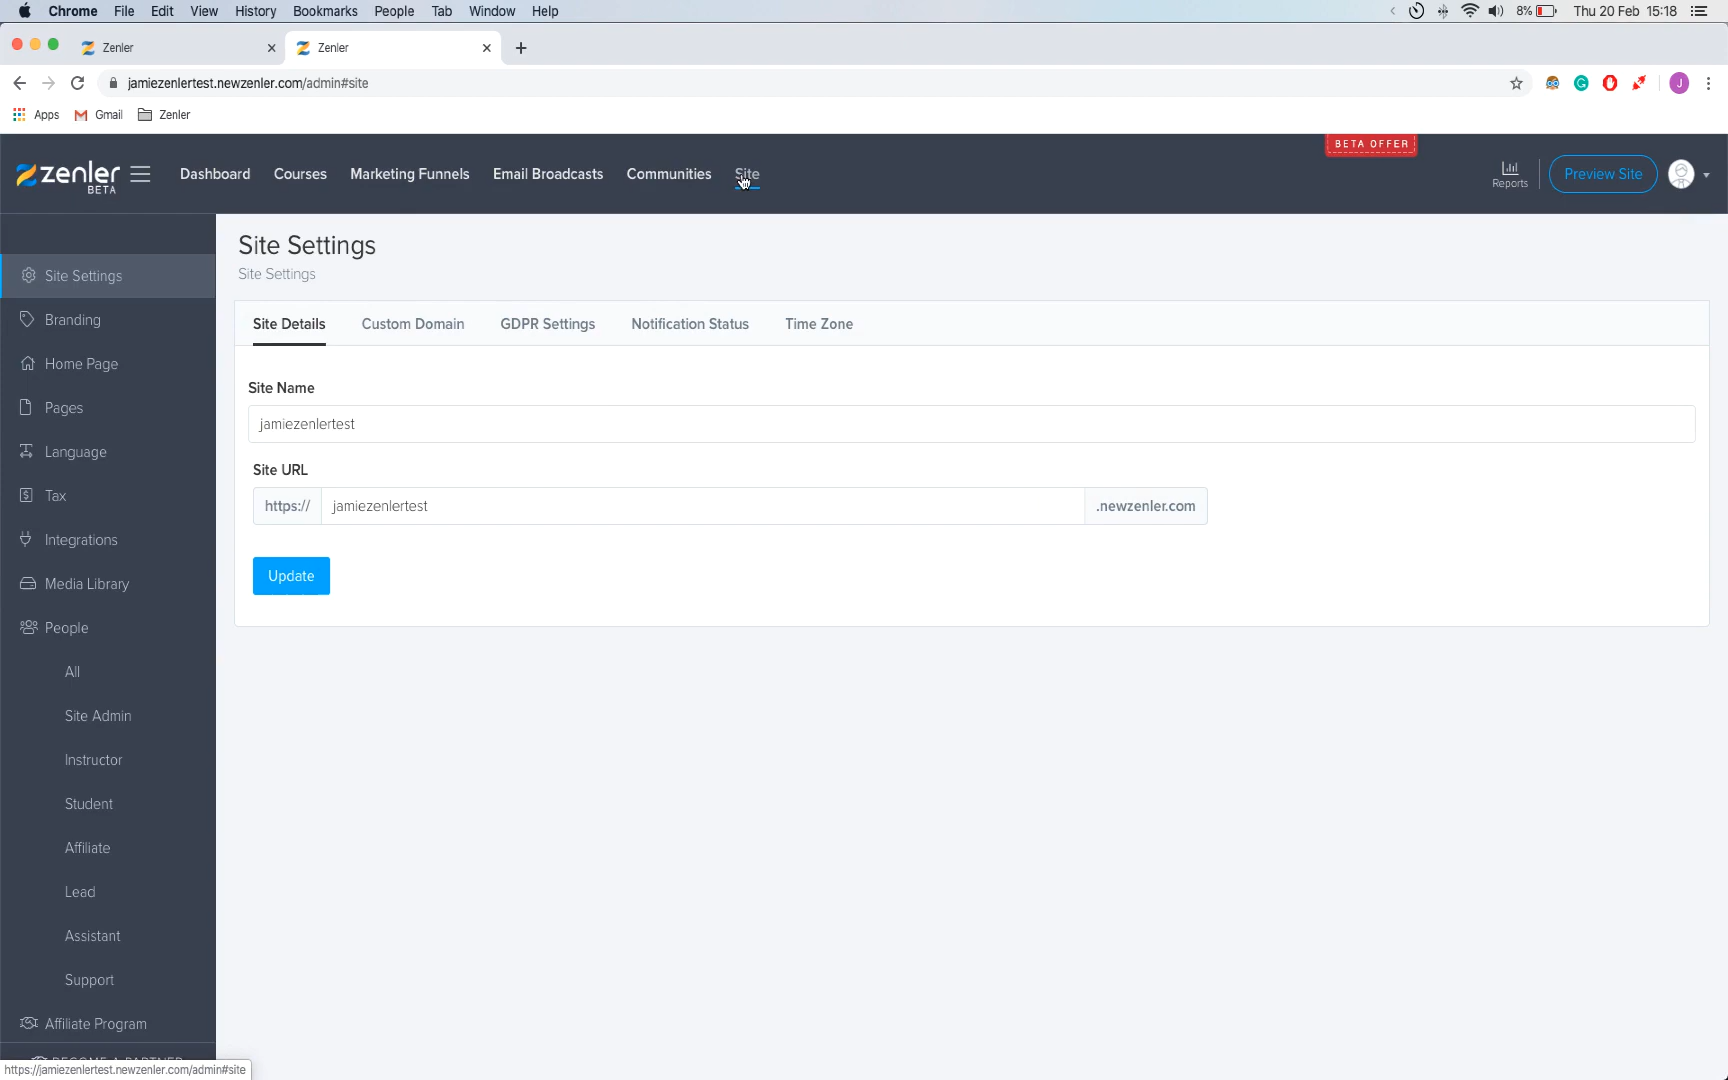 Chrome File Edit View History Bookmarks People Tab Window Help 8% Thu 20 Feb 15:18
Zenler Zenler
jamiezenlertest.newzenler.com/admin#site J
Apps Gmail Zenler
BETA OFFER
zenler BETA Dashboard Courses Marketing Funnels Email Broadcasts Communities Site Reports Preview Site
Site Settings
Site Settings
Site Settings
Branding
Home Page
Pages
Language
Tax
Integrations
Media Library
People
All
Site Admin
Instructor
Student
Affiliate
Lead
Assistant
Support
Affiliate Program
BECOME A PARTNER
Site Details Custom Domain GDPR Settings Notification Status Time Zone
Site Name
jamiezenlertest
Site URL
https:// jamiezenlertest .newzenler.com
Update
https://jamiezenlertest.newzenler.com/admin#site